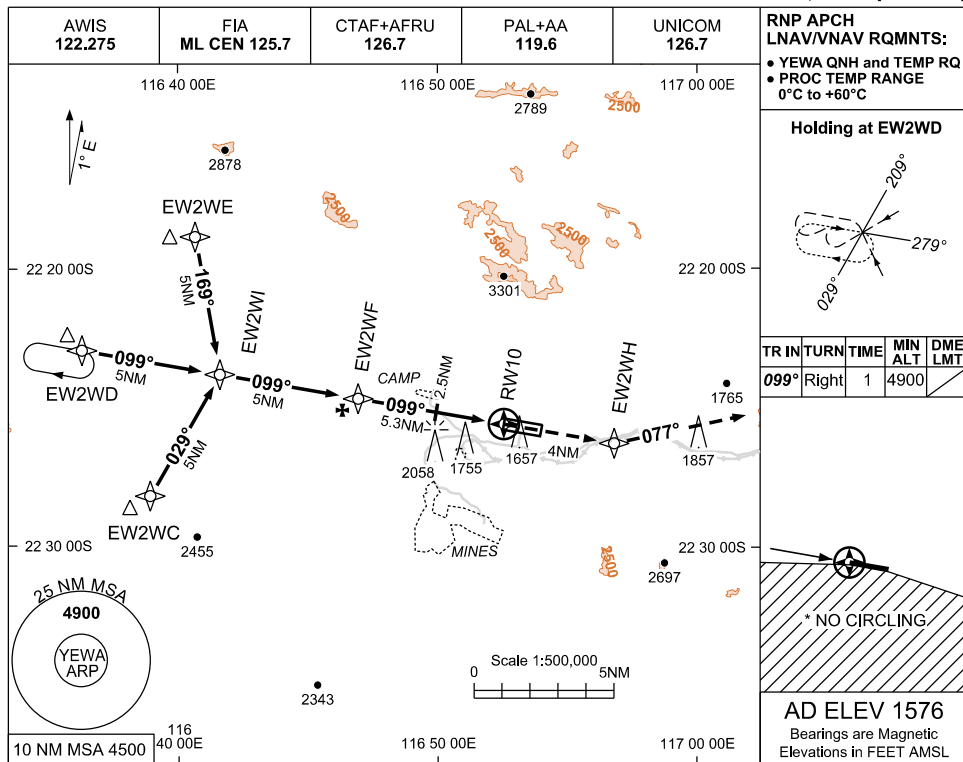 AWIS
122.275
FIA
ML CEN 125.7
CTAF+AFRU
126.7
PAL+AA
119.6
UNICOM
126.7
RNP APCH
LNAV/VNAV RQMNTS:
• YEWA QNH and TEMP RQ
• PROC TEMP RANGE
0°C to +60°C
116 40 00E
116 50 00E
117 00 00E
1° E
2789
2500
2878
2500
2500
2500
3301
EW2WE
22 20 00S
22 20 00S
169°
5NM
EW2WI
EW2WF
RW10
EW2WH
EW2WD
099°
5NM
099°
5NM
CAMP
2.5NM
099°
5.3NM
4NM
077°
1765
2058
1755
1657
1857
029°
5NM
EW2WC
2455
MINES
22 30 00S
22 30 00S
2500
2697
25 NM MSA
4900
YEWA
ARP
10 NM MSA 4500
2343
Scale 1:500,000
0
5NM
116
40 00E
116 50 00E
117 00 00E
Holding at EW2WD
209°
279°
029°
TR IN
TURN
TIME
MIN
ALT
DME
LMT
099°
Right
1
4900
* NO CIRCLING
AD ELEV 1576
Bearings are Magnetic
Elevations in FEET AMSL